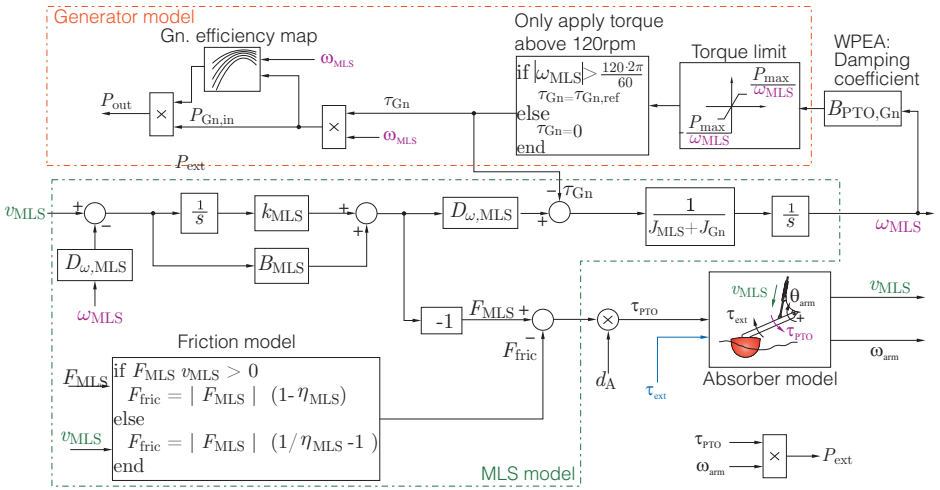 Generator model
Gn. efficiency map
Only apply torque
above 120rpm
Torque limit
WPEA:
Damping
coefficient
ω_MLS
if |ω_MLS| > 120·2π/60
τ_Gn=τ_Gn,ref
else
τ_Gn=0
end
P_max/ω_MLS
-P_max/ω_MLS
B_PTO,Gn
P_out
×
P_Gn,in
×
τ_Gn
ω_MLS
P_ext
v_MLS
+
-
1/s
k_MLS
+
+
D_ω,MLS
+
-
τ_Gn
1/(J_MLS+J_Gn)
1/s
ω_MLS
D_ω,MLS
B_MLS
ω_MLS
-1
F_MLS
+
-
F_fric
×
d_A
τ_PTO
τ_ext
v_MLS
θ_arm
τ_ext
+
τ_PTO
Absorber model
v_MLS
ω_arm
Friction model
F_MLS
v_MLS
if F_MLS v_MLS > 0
F_fric = | F_MLS | (1- η_MLS)
else
F_fric = | F_MLS | (1/ η_MLS -1 )
end
MLS model
τ_PTO
ω_arm
×
P_ext